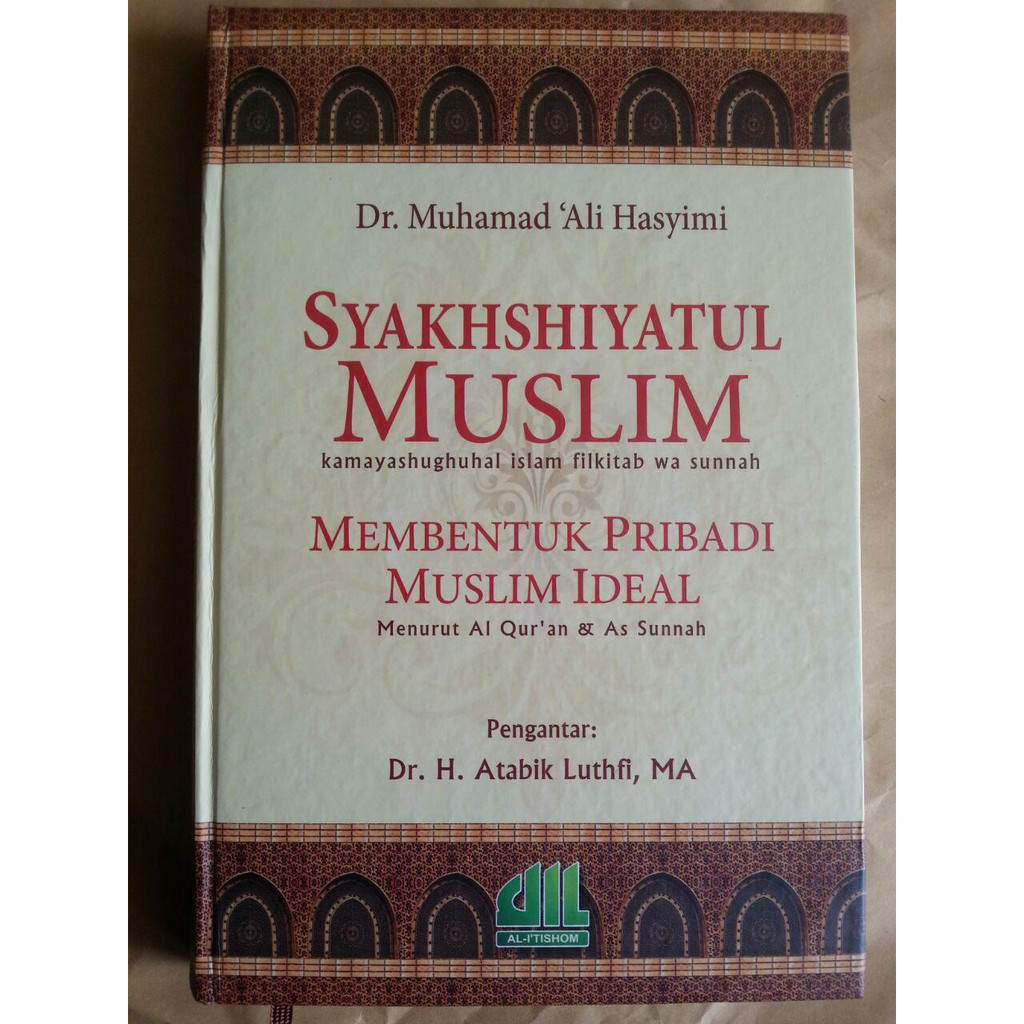 Dr. Muhamad ‘Ali Hasyimi
SYAKHSHIYATUL
MUSLIM
kamayashughuhal islam filkitab wa sunnah
MEMBENTUK PRIBADI
MUSLIM IDEAL
Menurut Al Qur'an & As Sunnah
Pengantar:
Dr. H. Atabik Luthfi, MA
AL-I'TISHOM